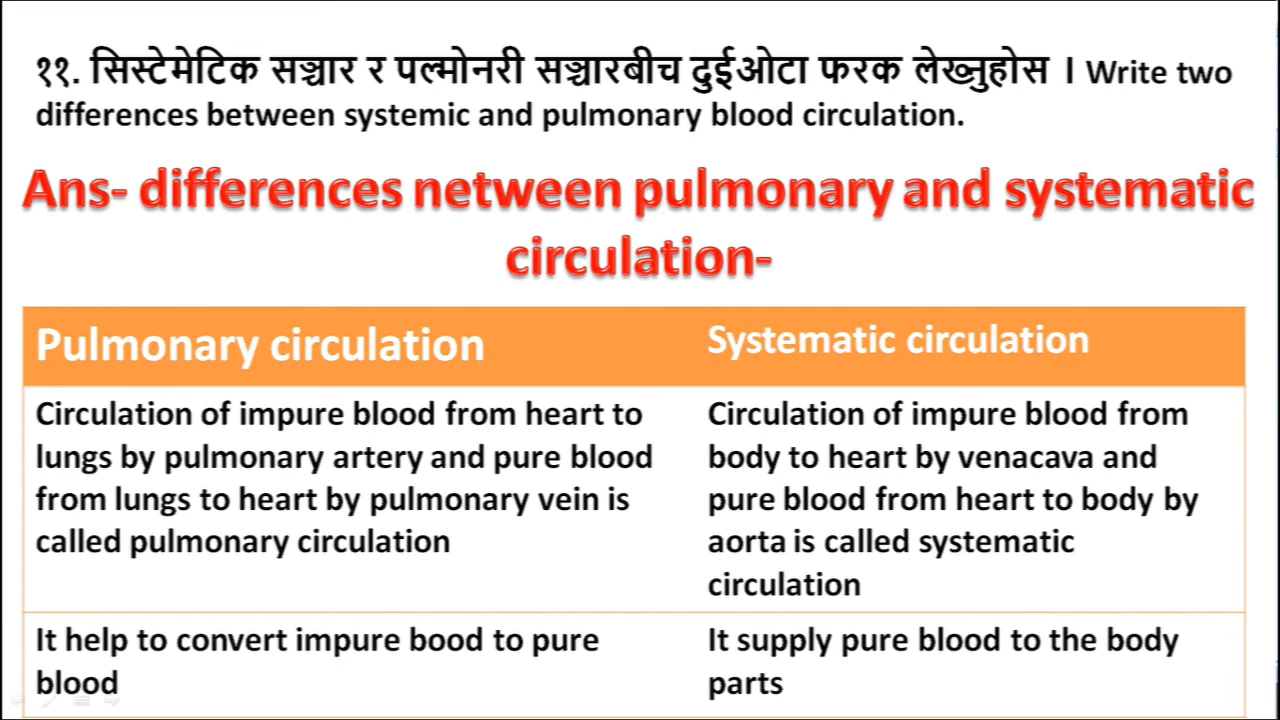 ११. सिस्टेमेटिक सञ्चार र पल्मोनरी सञ्चारबीच दुईओटा फरक लेख्नुहोस । Write two
differences between systemic and pulmonary blood circulation.
Ans- differences netween pulmonary and systematic
circulation-
Pulmonary circulation
Systematic circulation
Circulation of impure blood from heart to
lungs by pulmonary artery and pure blood
from lungs to heart by pulmonary vein is
called pulmonary circulation
Circulation of impure blood from
body to heart by venacava and
pure blood from heart to body by
aorta is called systematic
circulation
It help to convert impure bood to pure
blood
It supply pure blood to the body
parts